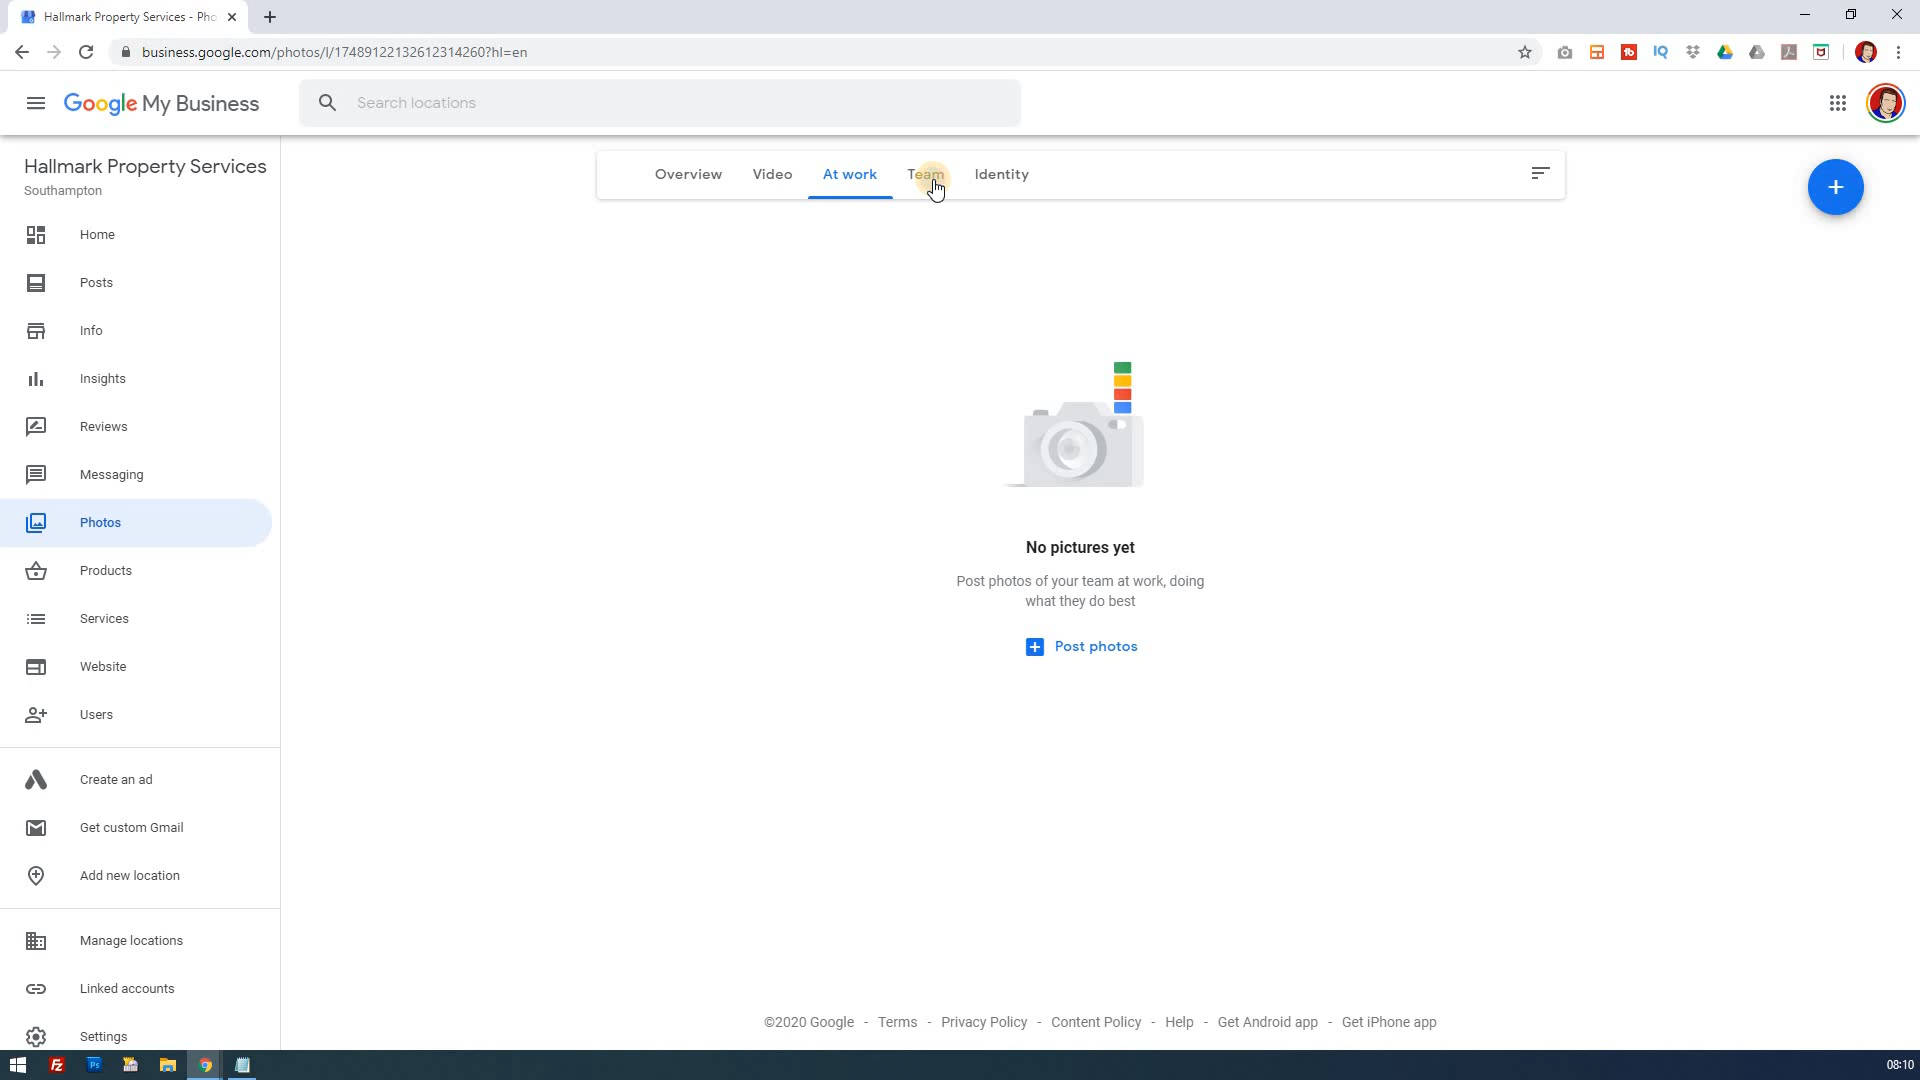 Hallmark Property Services - Pho
business.google.com/photos/l/17489122132612314260?hl=en
Google My Business
Search locations
Hallmark Property Services
Southampton
Home
Posts
Info
Insights
Reviews
Messaging
Photos
Products
Services
Website
Users
Create an ad
Get custom Gmail
Add new location
Manage locations
Linked accounts
Settings
Overview Video At work Team Identity
No pictures yet
Post photos of your team at work, doing
what they do best
Post photos
©2020 Google - Terms - Privacy Policy - Content Policy - Help - Get Android app - Get iPhone app
08:10